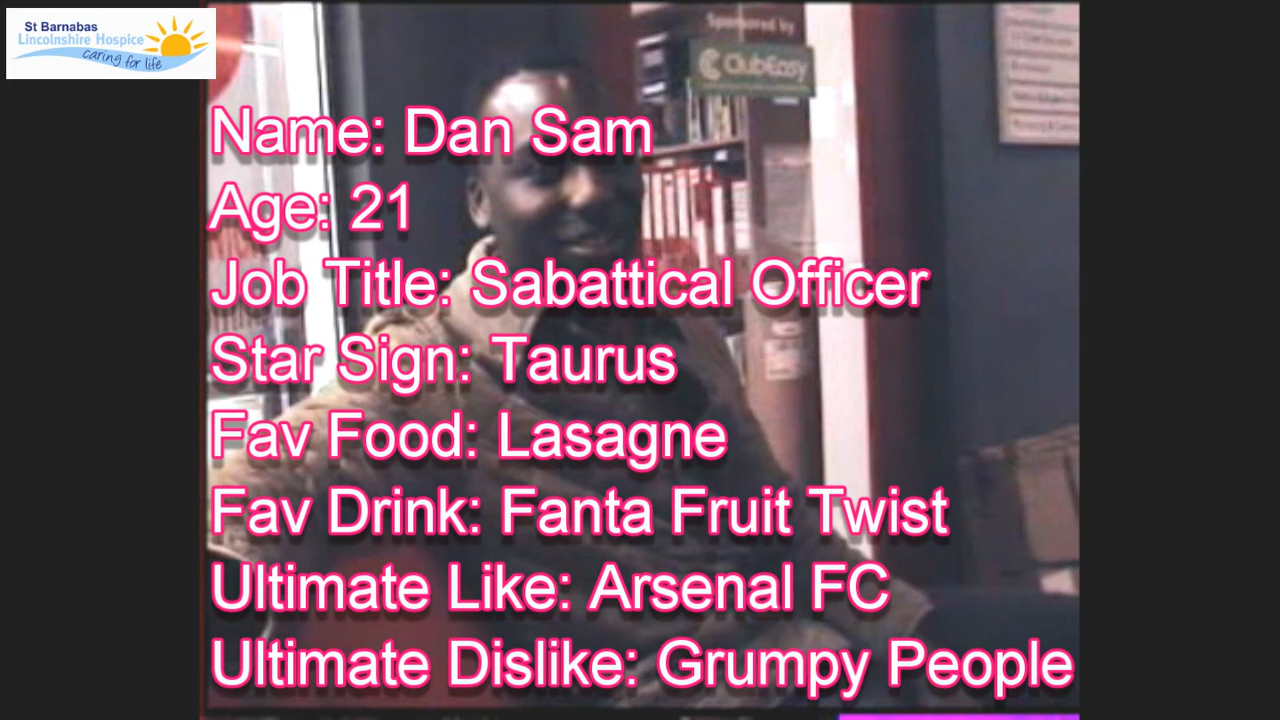 St Barnabas
Lincolnshire Hospice
caring for life
Sponsored by
ClubEasy
Name: Dan Sam
Age: 21
Job Title: Sabattical Officer
Star Sign: Taurus
Fav Food: Lasagne
Fav Drink: Fanta Fruit Twist
Ultimate Like: Arsenal FC
Ultimate Dislike: Grumpy People